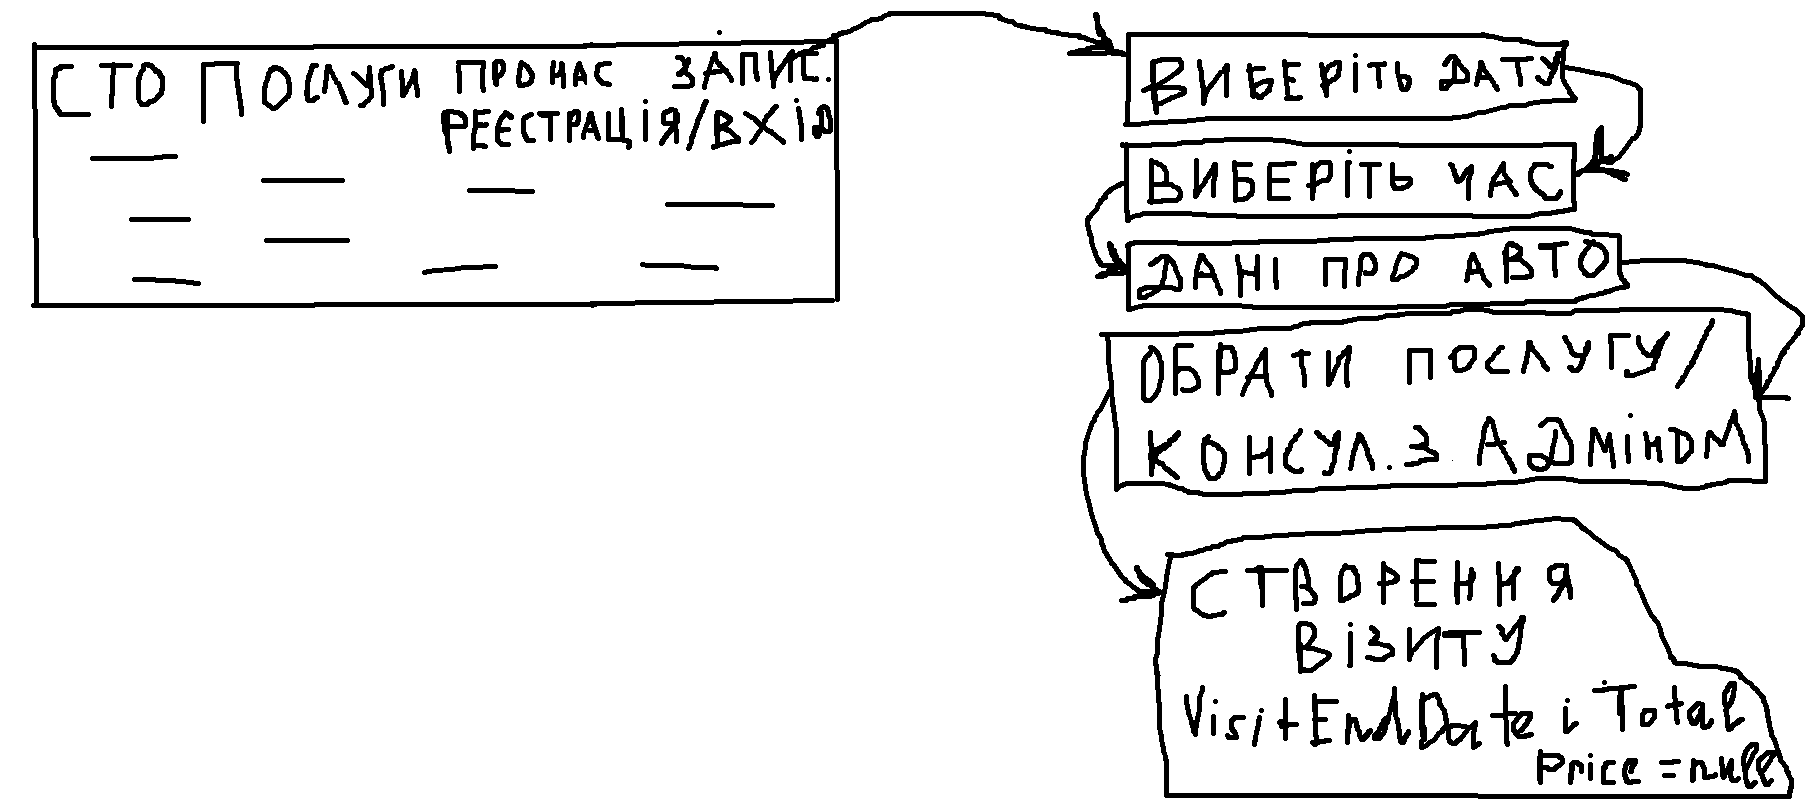 СТО ПОСЛУГИ ПРО НАС ЗАПИС.
РЕЄСТРАЦІЯ/ВХІД
ВИБЕРІТЬ ДАТУ
ВИБЕРІТЬ ЧАС
ДАНІ ПРО АВТО
ОБРАТИ ПОСЛУГУ/
КОНСУЛ. З АДМІНОМ
СТВОРЕННЯ
ВІЗИТУ
VisitEndDate і Total
Price = null